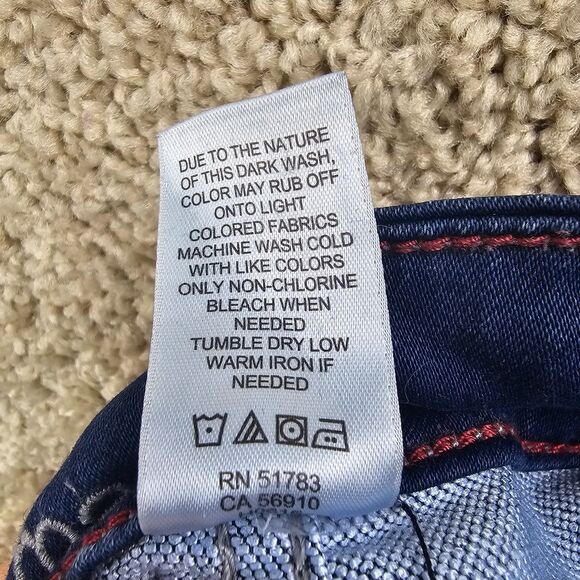 DUE TO THE NATURE
OF THIS DARK WASH,
COLOR MAY RUB OFF
ONTO LIGHT
COLORED FABRICS
MACHINE WASH COLD
WITH LIKE COLORS
ONLY NON-CHLORINE
BLEACH WHEN
NEEDED
TUMBLE DRY LOW
WARM IRON IF
NEEDED
RN 51783
CA 56910